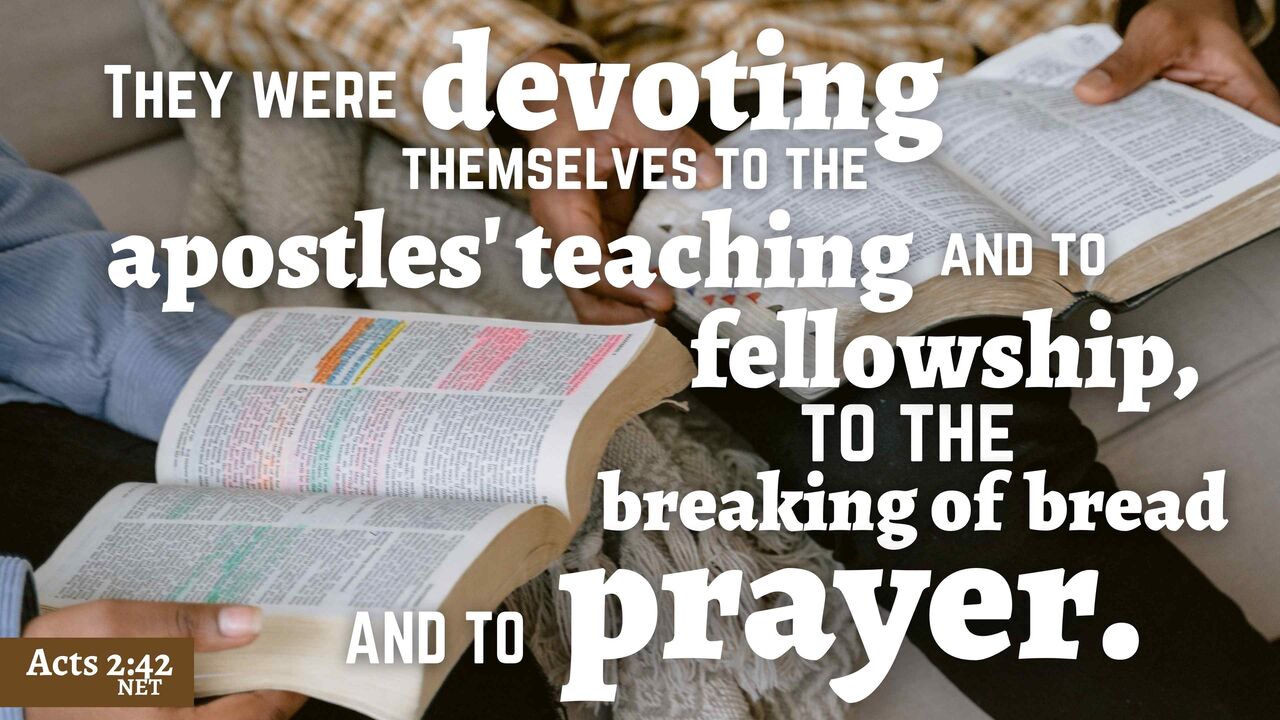 THEY WERE devoting
THEMSELVES TO THE
apostles' teaching AND TO
fellowship,
TO THE
breaking of bread
AND TO prayer.
Acts 2:42
NET